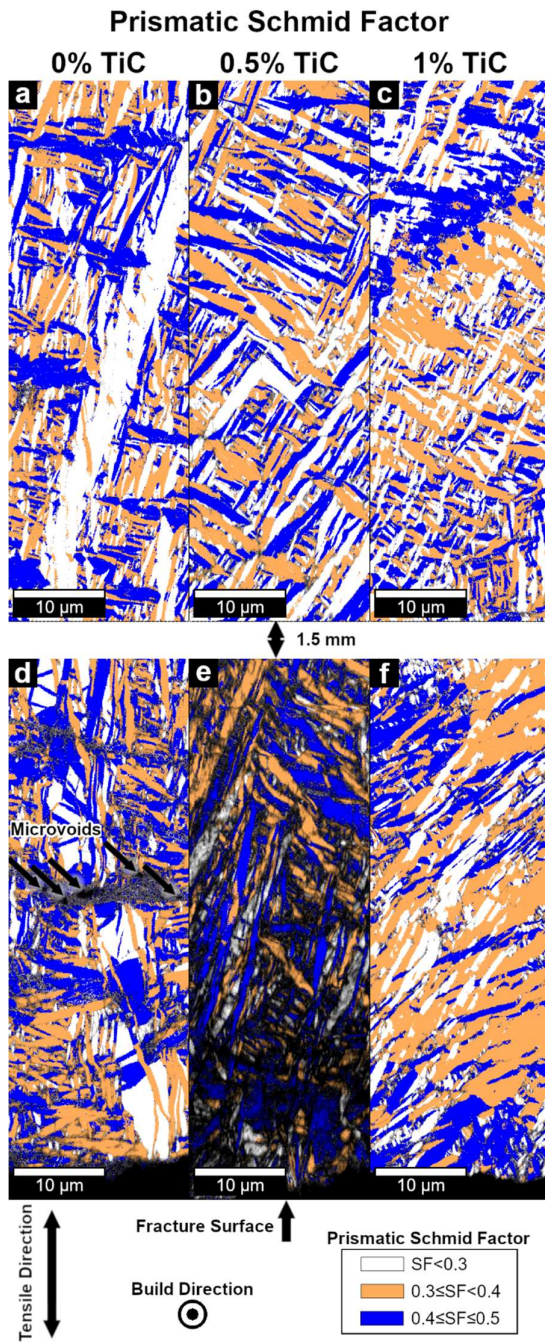 Prismatic Schmid Factor
0% TiC 0.5% TiC 1% TiC
a b c
10 µm 10 µm 10 µm
1.5 mm
d e f
Microvoids
10 µm 10 µm 10 µm
Tensile Direction
Fracture Surface
Build Direction
Prismatic Schmid Factor
SF<0.3
0.3≤SF<0.4
0.4≤SF≤0.5